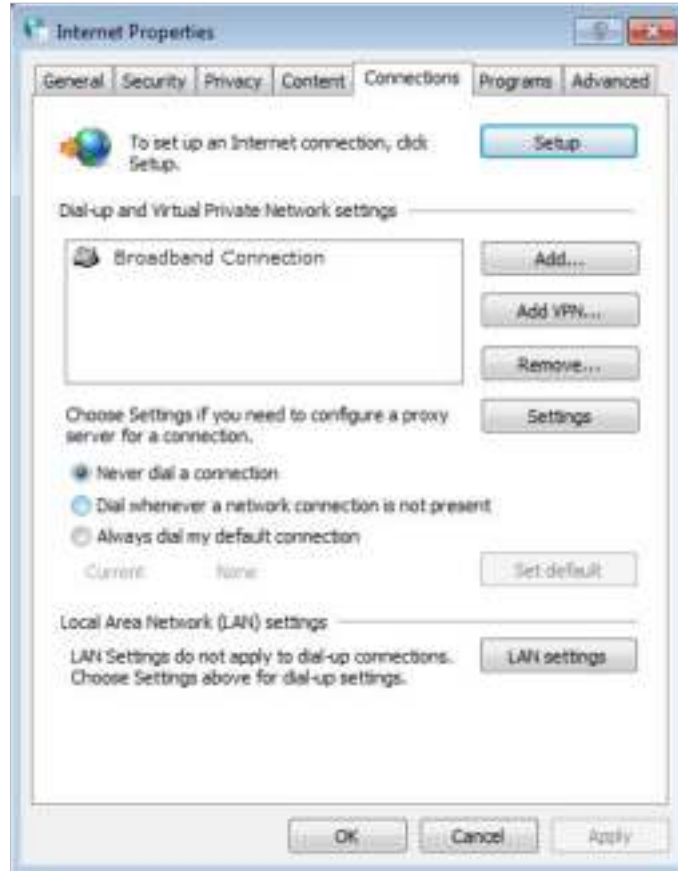 Internet Properties
General Security Privacy Content Connections Programs Advanced
To set up an Internet connection, click
Setup.
Setup
Dial-up and Virtual Private Network settings
Broadband Connection
Add...
Add VPN...
Remove...
Choose Settings if you need to configure a proxy
server for a connection.
Settings
Never dial a connection
Dial whenever a network connection is not present
Always dial my default connection
Current None
Set default
Local Area Network (LAN) settings
LAN Settings do not apply to dial-up connections.
Choose Settings above for dial-up settings.
LAN settings
OK Cancel Apply